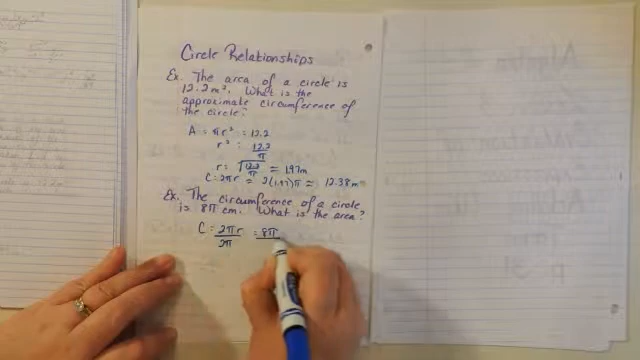 Circle Relationships
Ex. The area of a circle is
12.2 m². What is the
approximate circumference of
the circle?
A = πr² = 12.2
r² = 12.2/π
r = √(12.2/π) ≈ 1.97m
C = 2πr ≈ 2(1.97)π ≈ 12.38m
Ex. The circumference of a circle
is 8π cm. What is the area?
C = 2πr = 8π
2π